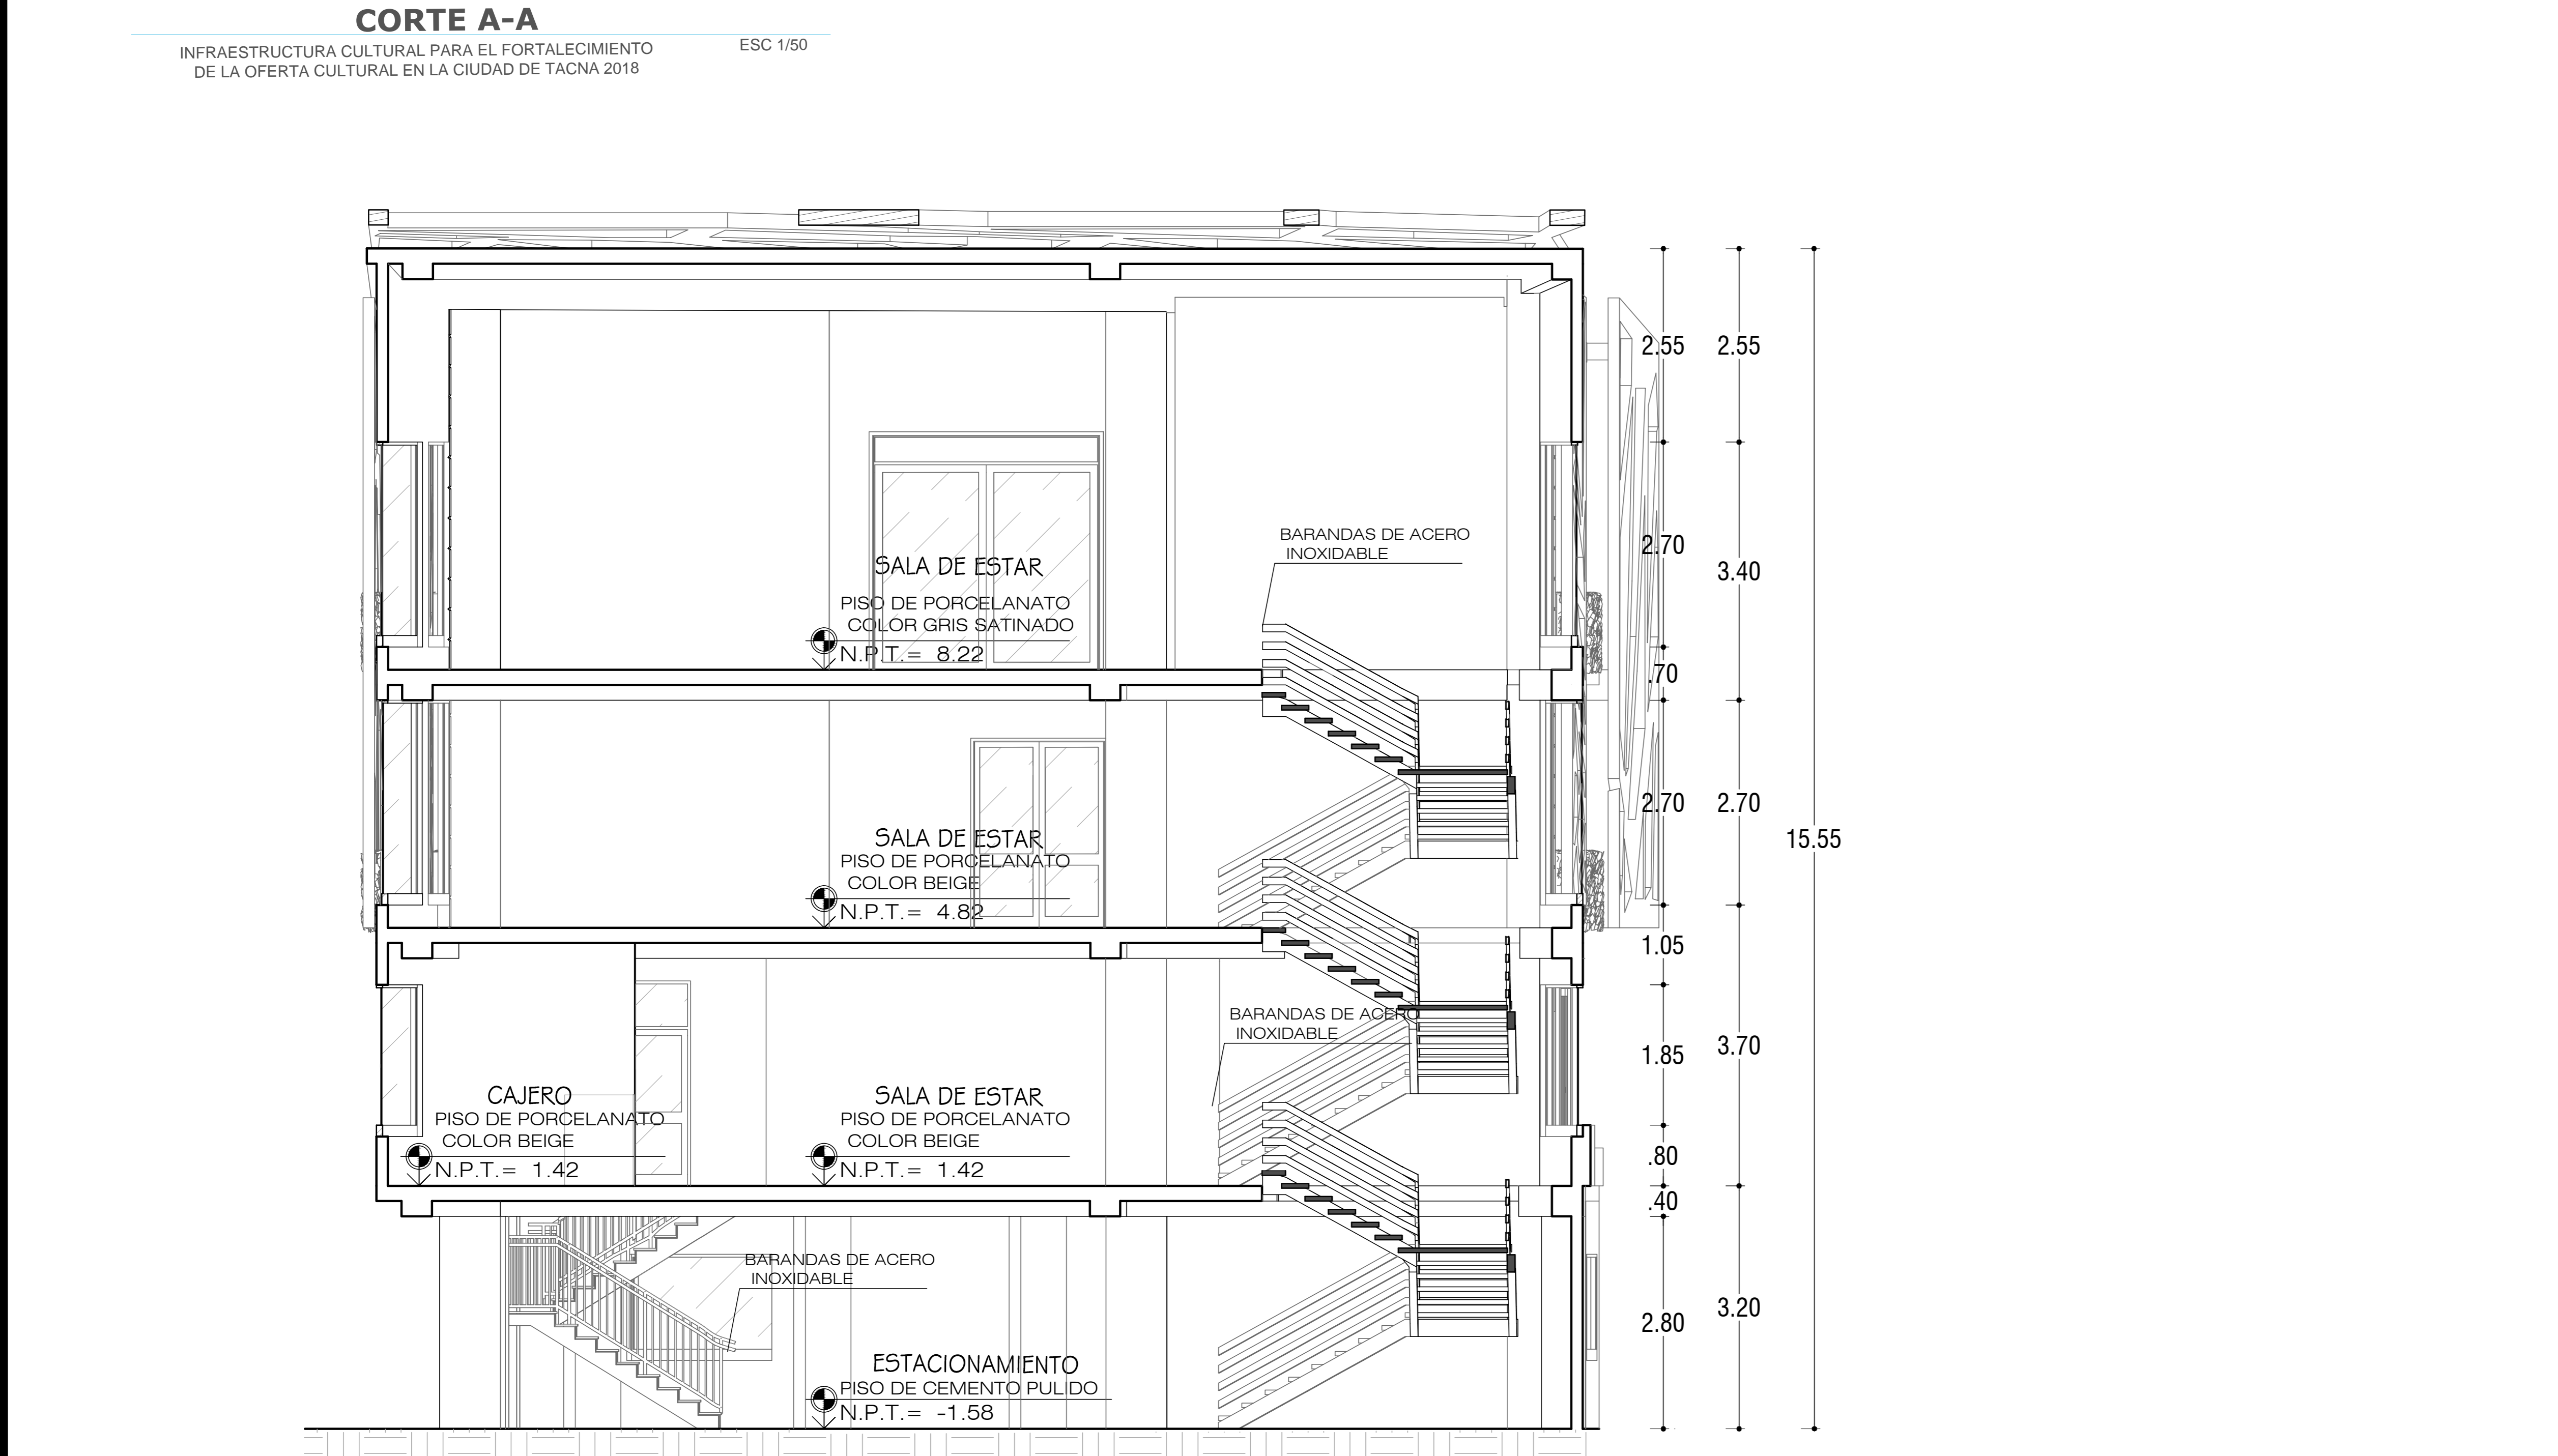 CORTE A-A
INFRAESTRUCTURA CULTURAL PARA EL FORTALECIMIENTO
DE LA OFERTA CULTURAL EN LA CIUDAD DE TACNA 2018
ESC 1/50
2.55
2.55
2.70
3.40
.70
2.70
2.70
15.55
1.05
1.85
3.70
.80
.40
2.80
3.20
BARANDAS DE ACERO
INOXIDABLE
SALA DE ESTAR
PISO DE PORCELANATO
COLOR GRIS SATINADO
N.P.T.= 8.22
SALA DE ESTAR
PISO DE PORCELANATO
COLOR BEIGE
N.P.T.= 4.82
BARANDAS DE ACERO
INOXIDABLE
CAJERO
PISO DE PORCELANATO
COLOR BEIGE
N.P.T.= 1.42
SALA DE ESTAR
PISO DE PORCELANATO
COLOR BEIGE
N.P.T.= 1.42
BARANDAS DE ACERO
INOXIDABLE
ESTACIONAMIENTO
PISO DE CEMENTO PULIDO
N.P.T.= -1.58